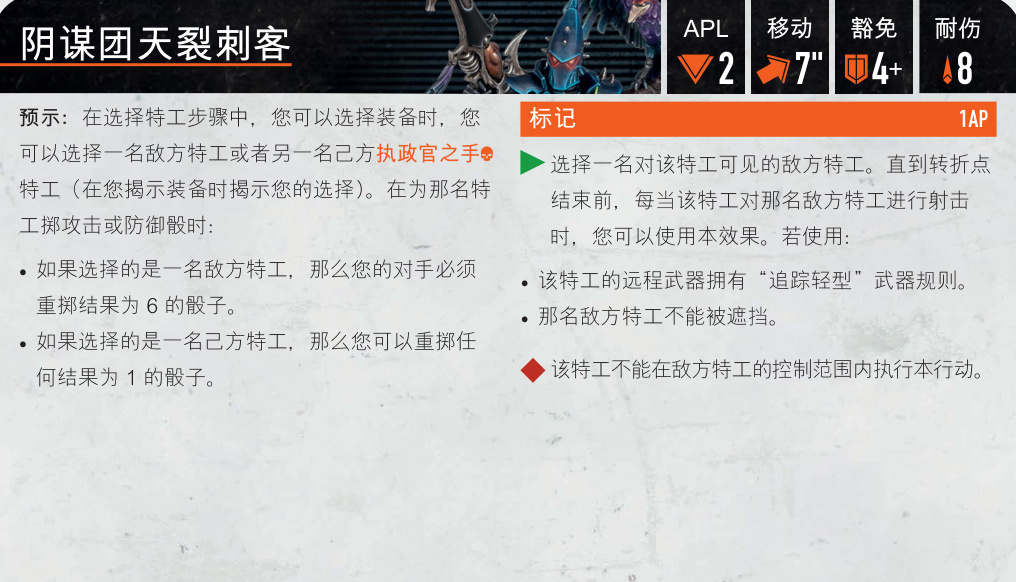 阴谋团天裂刺客
APL
2
移动
7"
豁免
4+
耐伤
8
预示：在选择特工步骤中，您可以选择装备时，您
可以选择一名敌方特工或者另一名己方执政官之手
特工（在您揭示装备时揭示您的选择）。在为那名特
工掷攻击或防御骰时：
• 如果选择的是一名敌方特工，那么您的对手必须
重掷结果为 6 的骰子。
• 如果选择的是一名己方特工，那么您可以重掷任
何结果为 1 的骰子。
标记 1AP
选择一名对该特工可见的敌方特工。直到转折点
结束前，每当该特工对那名敌方特工进行射击
时，您可以使用本效果。若使用：
• 该特工的远程武器拥有“追踪轻型”武器规则。
• 那名敌方特工不能被遮挡。
该特工不能在敌方特工的控制范围内执行本行动。